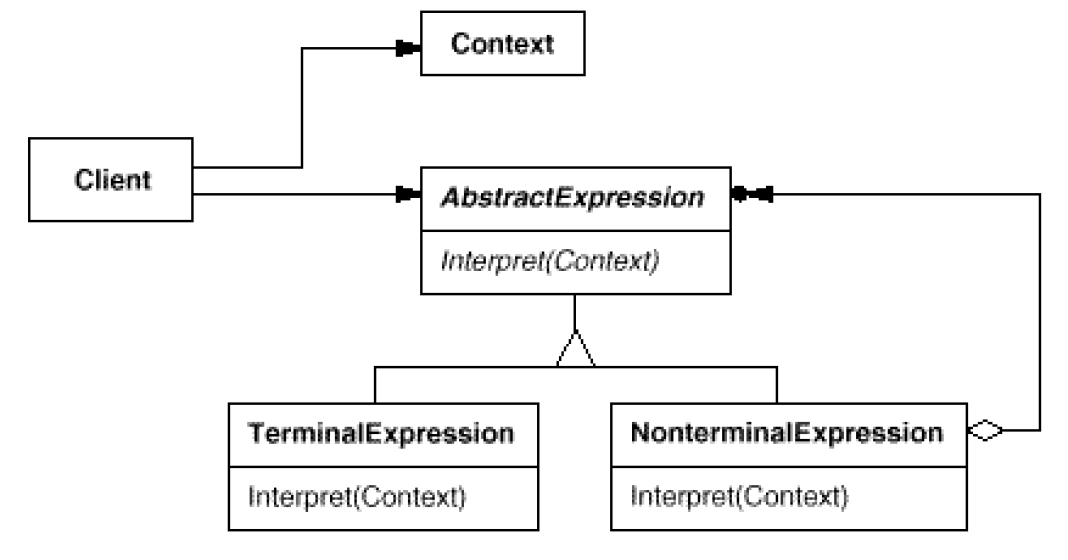 Context
Client
AbstractExpression
Interpret(Context)
TerminalExpression
NonterminalExpression
Interpret(Context)
Interpret(Context)